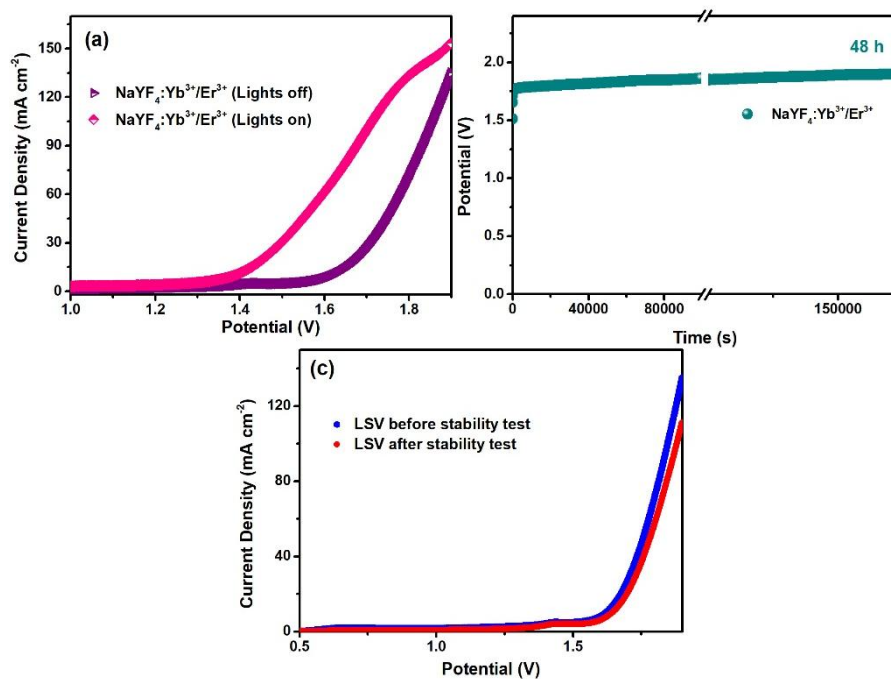 (a)
NaYF₄:Yb³⁺/Er³⁺ (Lights off)
NaYF₄:Yb³⁺/Er³⁺ (Lights on)
Current Density (mA cm⁻²)
150
120
90
60
30
0
1.0 1.2 1.4 1.6 1.8
Potential (V)
48 h
NaYF₄:Yb³⁺/Er³⁺
Potential (V)
2.0
1.5
1.0
0.5
0.0
0 40000 80000 150000
Time (s)
(c)
LSV before stability test
LSV after stability test
Current Density (mA cm⁻²)
120
80
40
0
0.5 1.0 1.5
Potential (V)